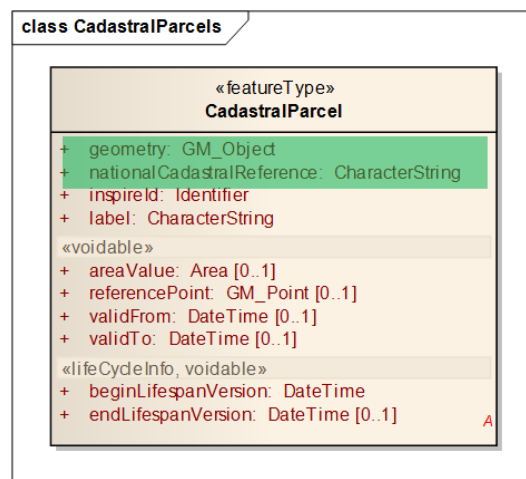 class CadastralParcels
«featureType»
CadastralParcel
+ geometry: GM_Object
+ nationalCadastralReference: CharacterString
+ inspireId: Identifier
+ label: CharacterString
«voidable»
+ areaValue: Area [0..1]
+ referencePoint: GM_Point [0..1]
+ validFrom: DateTime [0..1]
+ validTo: DateTime [0..1]
«lifeCycleInfo, voidable»
+ beginLifespanVersion: DateTime
+ endLifespanVersion: DateTime [0..1]
A